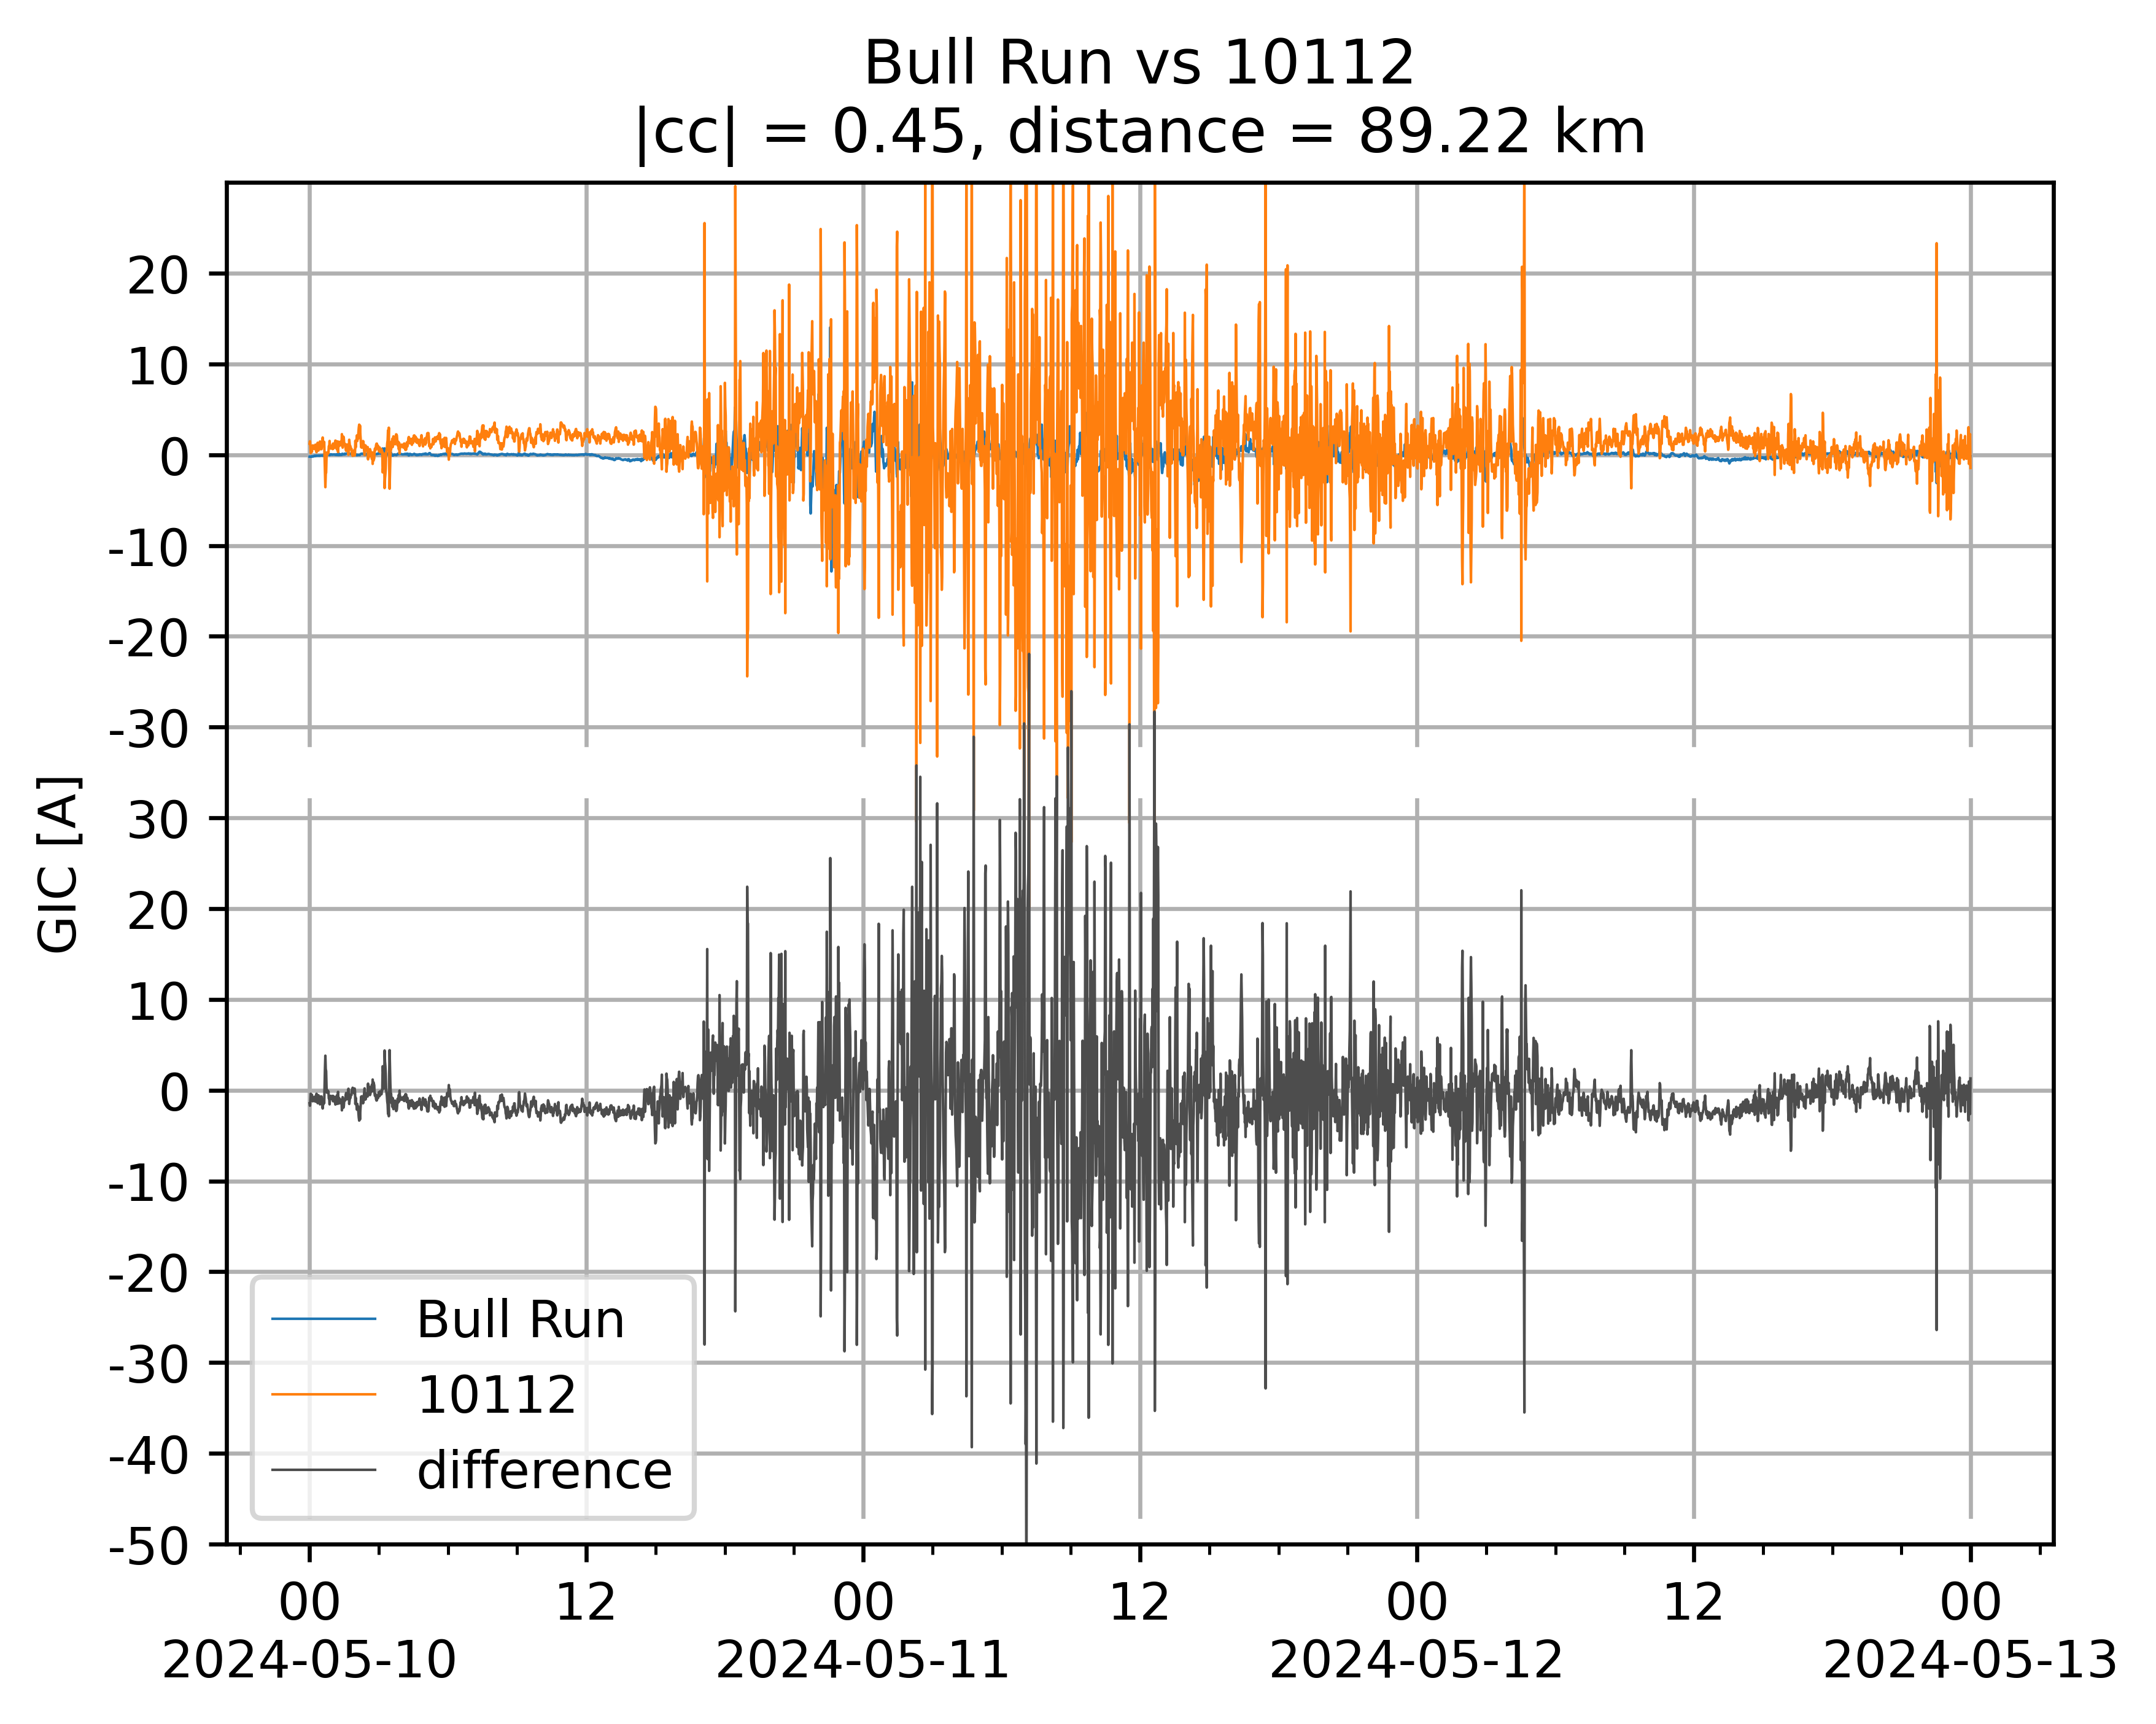 Bull Run vs 10112
|cc| = 0.45, distance = 89.22 km
GIC [A]
20
10
0
-10
-20
-30
30
20
10
0
-10
-20
-30
-40
-50
Bull Run
10112
difference
00 12 00 12 00 12 00
2024-05-10 2024-05-11 2024-05-12 2024-05-13